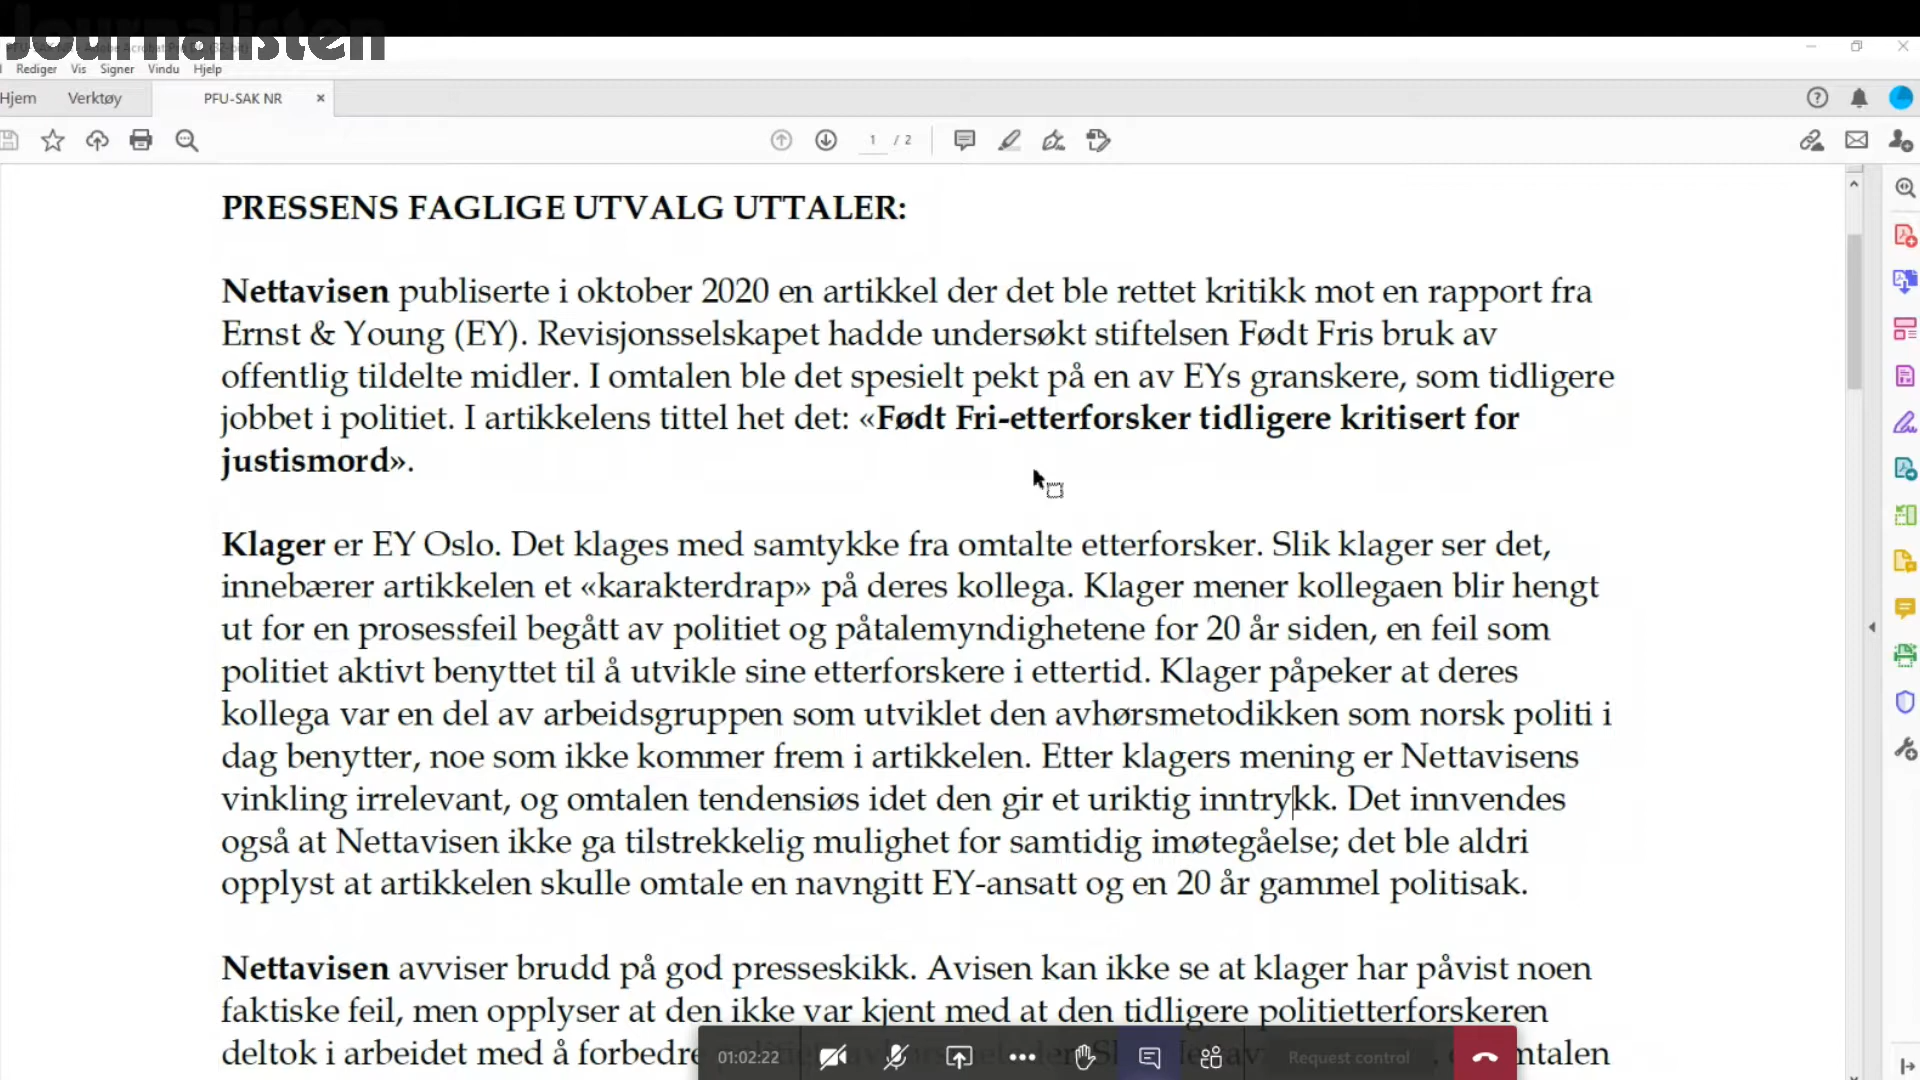 Journalisten
Rediger Vis Signer Vindu Hjelp
Hjem Verktøy PFU-SAK NR ×
1 / 2
PRESSENS FAGLIGE UTVALG UTTALER:
Nettavisen publiserte i oktober 2020 en artikkel der det ble rettet kritikk mot en rapport fra
Ernst & Young (EY). Revisjonsselskapet hadde undersøkt stiftelsen Født Fris bruk av
offentlig tildelte midler. I omtalen ble det spesielt pekt på en av EYs granskere, som tidligere
jobbet i politiet. I artikkelens tittel het det: «Født Fri-etterforsker tidligere kritisert for
justismord».
Klager er EY Oslo. Det klages med samtykke fra omtalte etterforsker. Slik klager ser det,
innebærer artikkelen et «karakterdrap» på deres kollega. Klager mener kollegaen blir hengt
ut for en prosessfeil begått av politiet og påtalemyndighetene for 20 år siden, en feil som
politiet aktivt benyttet til å utvikle sine etterforskere i ettertid. Klager påpeker at deres
kollega var en del av arbeidsgruppen som utviklet den avhørsmetodikken som norsk politi i
dag benytter, noe som ikke kommer frem i artikkelen. Etter klagers mening er Nettavisens
vinkling irrelevant, og omtalen tendensiøs idet den gir et uriktig inntrykk. Det innvendes
også at Nettavisen ikke ga tilstrekkelig mulighet for samtidig imøtegåelse; det ble aldri
opplyst at artikkelen skulle omtale en navngitt EY-ansatt og en 20 år gammel politisak.
Nettavisen avviser brudd på god presseskikk. Avisen kan ikke se at klager har påvist noen
faktiske feil, men opplyser at den ikke var kjent med at den tidligere politietterforskeren
deltok i arbeidet med å forbedre
01:02:22 Request control